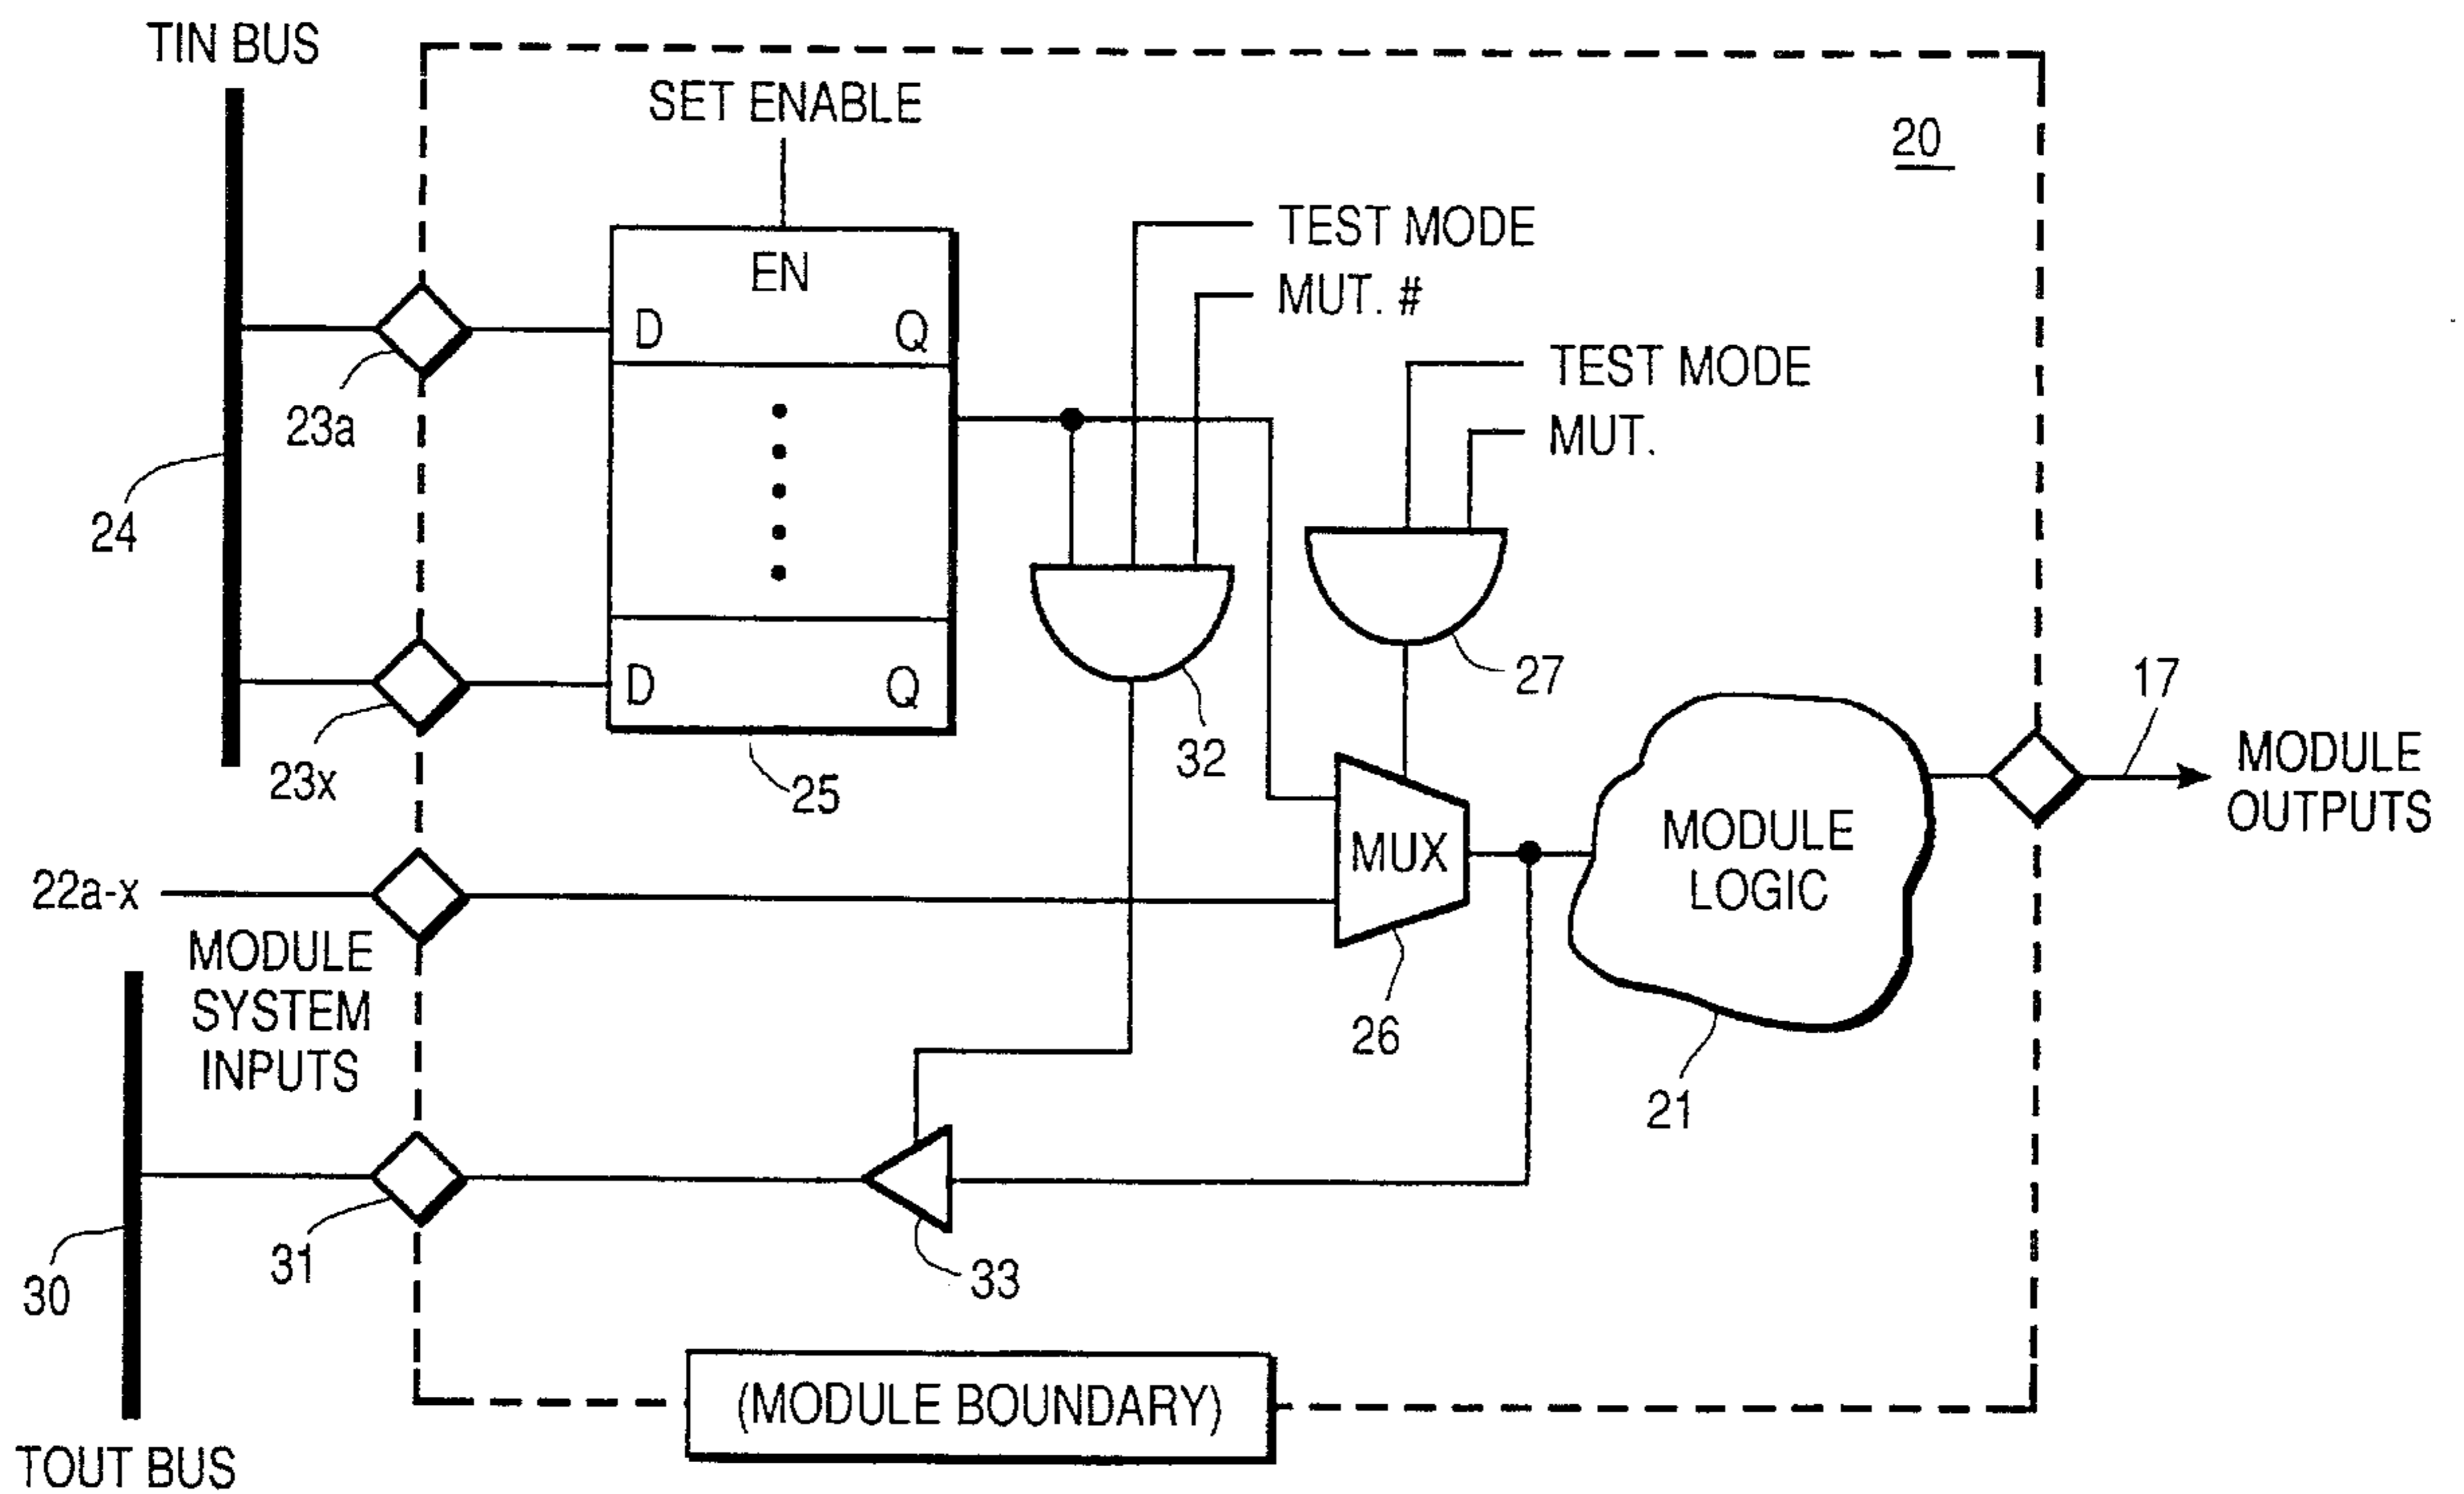 TIN BUS
SET ENABLE
20
EN
D
Q
TEST MODE
MUT. #
TEST MODE
MUT.
23a
24
D
Q
23x
25
32
27
17
MODULE
OUTPUTS
22a-x
MODULE
SYSTEM
INPUTS
MUX
MODULE
LOGIC
26
21
31
30
33
(MODULE BOUNDARY)
TOUT BUS